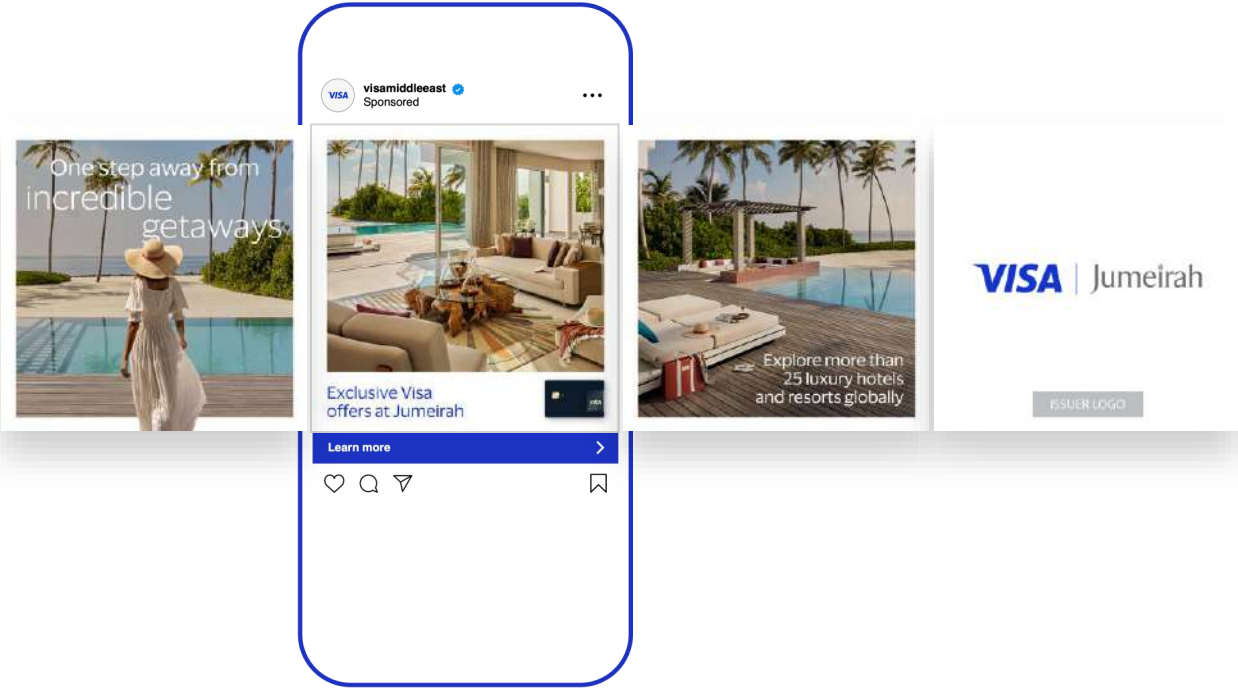 VISA
visamiddleeast
Sponsored
One step away from
incredible
getaways
Exclusive Visa
offers at Jumeirah
VISA
Explore more than
25 luxury hotels
and resorts globally
VISA | Jumeirah
ISSUER LOGO
Learn more